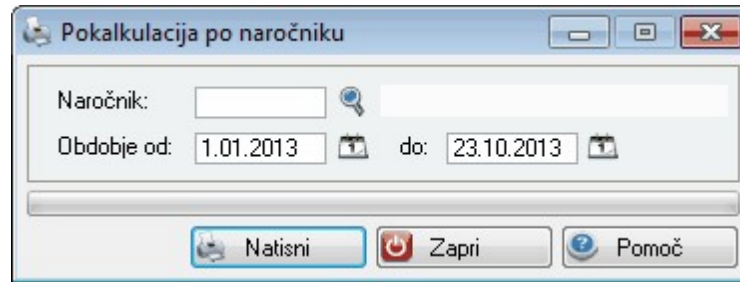 Pokalkulacija po naročniku
Naročnik:
Obdobje od: 1.01.2013 do: 23.10.2013
Natisni Zapri Pomoč